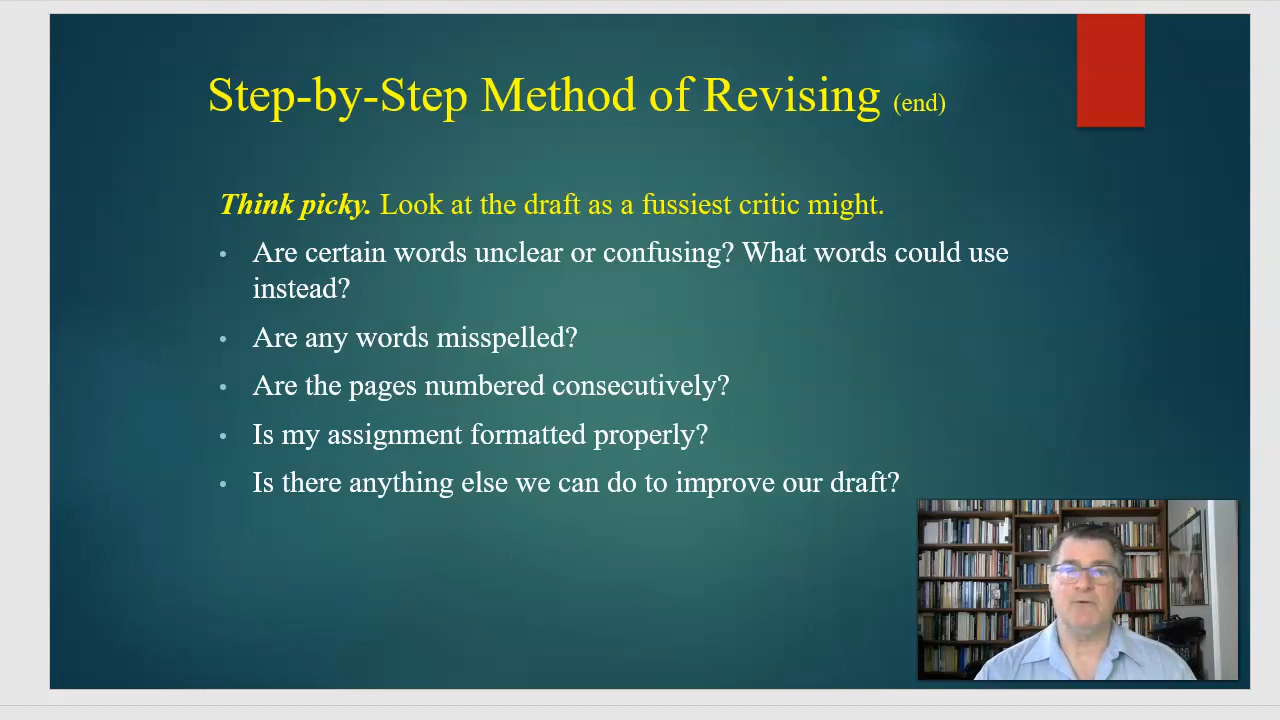 Step-by-Step Method of Revising (end)
Think picky. Look at the draft as a fussiest critic might.
• Are certain words unclear or confusing? What words could use
instead?
• Are any words misspelled?
• Are the pages numbered consecutively?
• Is my assignment formatted properly?
• Is there anything else we can do to improve our draft?